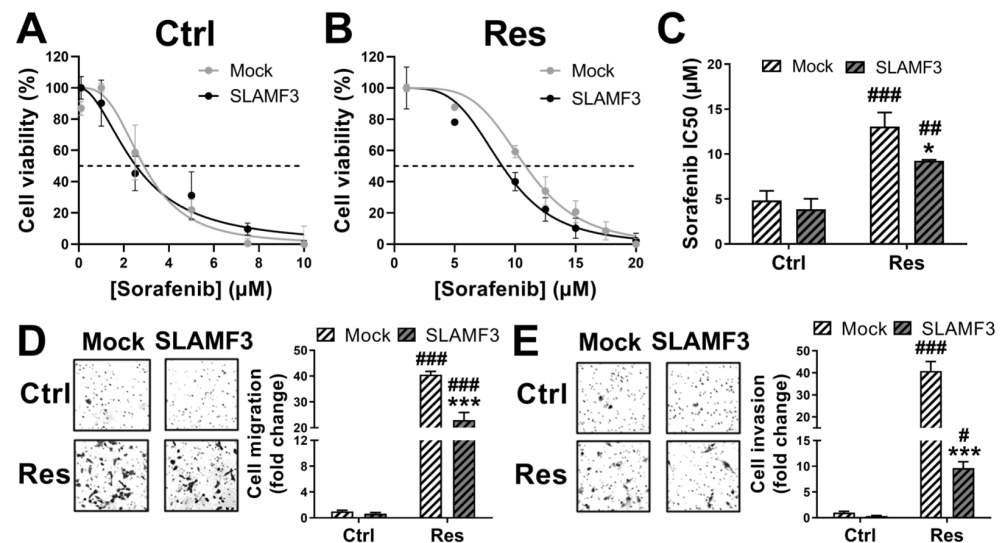 A
Ctrl
Cell viability (%)
120
100
80
60
40
20
0
Mock
SLAMF3
0 2 4 6 8 10
[Sorafenib] (µM)
B
Res
Cell viability (%)
120
100
80
60
40
20
0
Mock
SLAMF3
0 5 10 15 20
[Sorafenib] (µM)
C
Sorafenib IC50 (µM)
Mock SLAMF3
20
15
10
5
0
###
##
*
Ctrl Res
D
Mock SLAMF3
Ctrl
Res
Mock SLAMF3
Cell migration
(fold change)
50
40
30
20
12
8
4
0
###
###
***
Ctrl Res
E
Mock SLAMF3
Ctrl
Res
Mock SLAMF3
Cell invasion
(fold change)
50
40
30
20
15
10
5
0
###
#
***
Ctrl Res